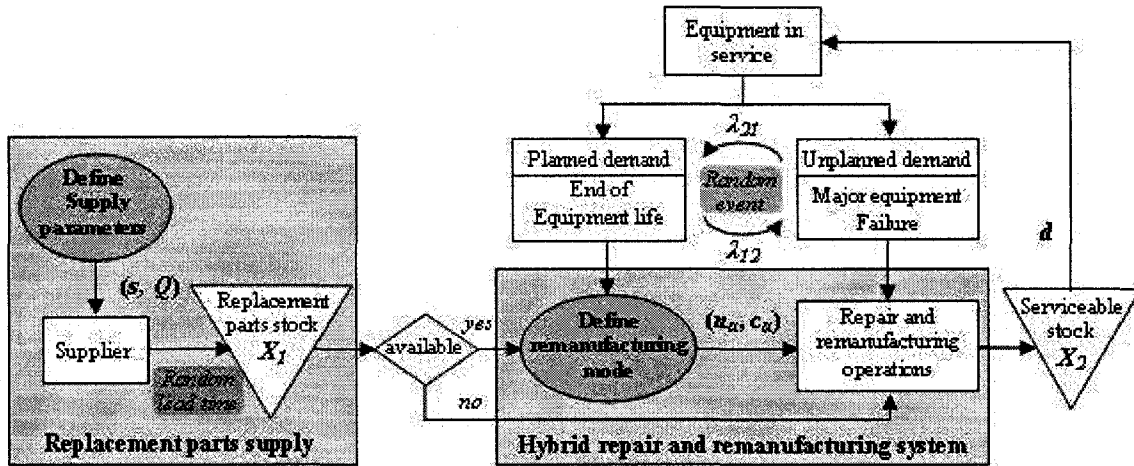 Equipment in
service
λ21
Planned demand
End of
Equipment life
Random
event
λ12
Unplanned demand
Major equipment
Failure
d
Define
Supply
parameters
(s, Q)
Supplier
Random
lead time
Replacement
parts stock
X1
Replacement parts supply
available
yes
no
Define
remanufacturing
mode
Repair and
remanufacturing
operations
Hybrid repair and remanufacturing system
Serviceable
stock
X2